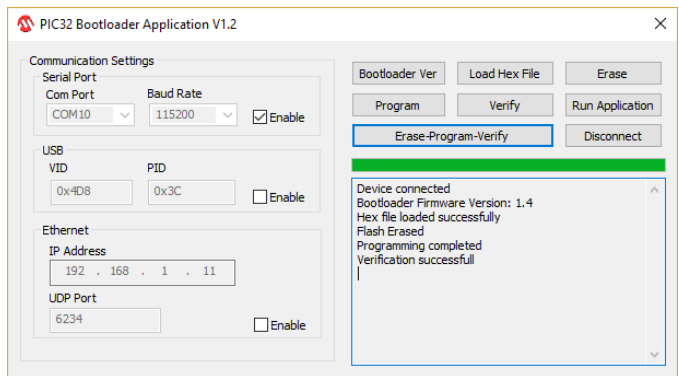 PIC32 Bootloader Application V1.2
Communication Settings
Serial Port
Com Port Baud Rate
COM10 115200 Enable
USB
VID PID
0x4D8 0x3C Enable
Ethernet
IP Address
192 . 168 . 1 . 11
UDP Port
6234 Enable
Bootloader Ver Load Hex File Erase
Program Verify Run Application
Erase-Program-Verify Disconnect
Device connected
Bootloader Firmware Version: 1.4
Hex file loaded successfully
Flash Erased
Programming completed
Verification successfull